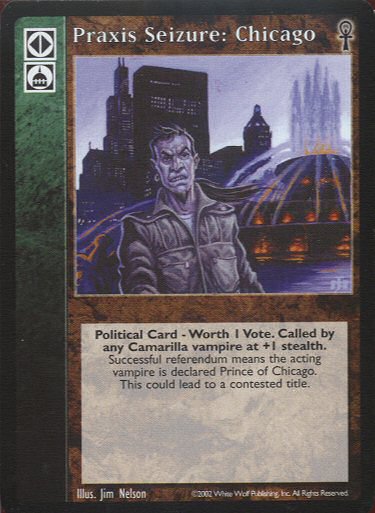 Praxis Seizure: Chicago
Political Card - Worth 1 Vote. Called by
any Camarilla vampire at +1 stealth.
Successful referendum means the acting
vampire is declared Prince of Chicago.
This could lead to a contested title.
Illus. Jim Nelson
©2002 White Wolf Publishing, Inc. All Rights Reserved.